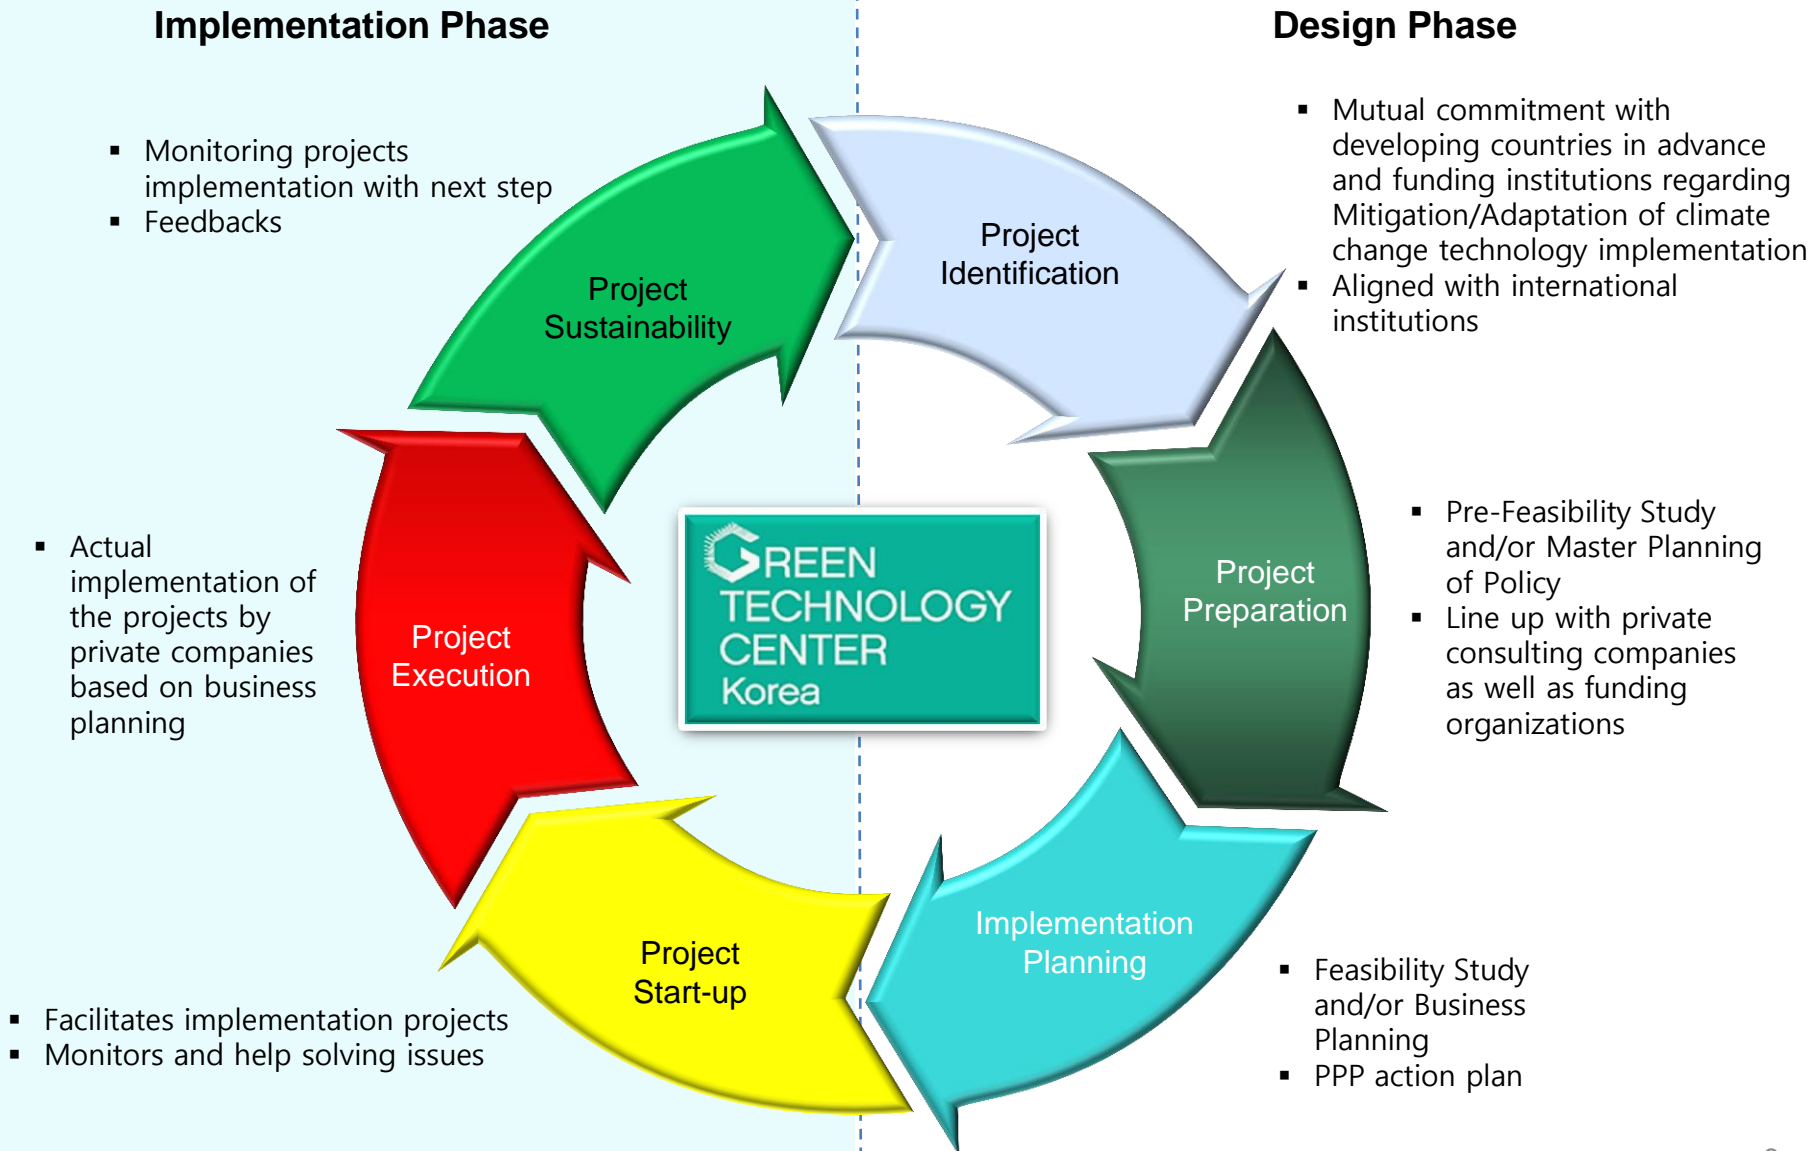 Implementation Phase
Design Phase
▪ Monitoring projects
implementation with next step
▪ Feedbacks
▪ Mutual commitment with
developing countries in advance
and funding institutions regarding
Mitigation/Adaptation of climate
change technology implementation
▪ Aligned with international
institutions
Project
Identification
Project
Sustainability
▪ Pre-Feasibility Study
and/or Master Planning
of Policy
▪ Line up with private
consulting companies
as well as funding
organizations
▪ Actual
implementation of
the projects by
private companies
based on business
planning
GREEN
TECHNOLOGY
CENTER
Korea
Project
Preparation
Project
Execution
Implementation
Planning
Project
Start-up
▪ Facilitates implementation projects
▪ Monitors and help solving issues
▪ Feasibility Study
and/or Business
Planning
▪ PPP action plan